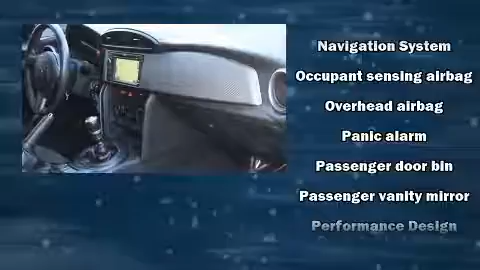 Navigation System
Occupant sensing airbag
Overhead airbag
Panic alarm
Passenger door bin
Passenger vanity mirror
Performance Design